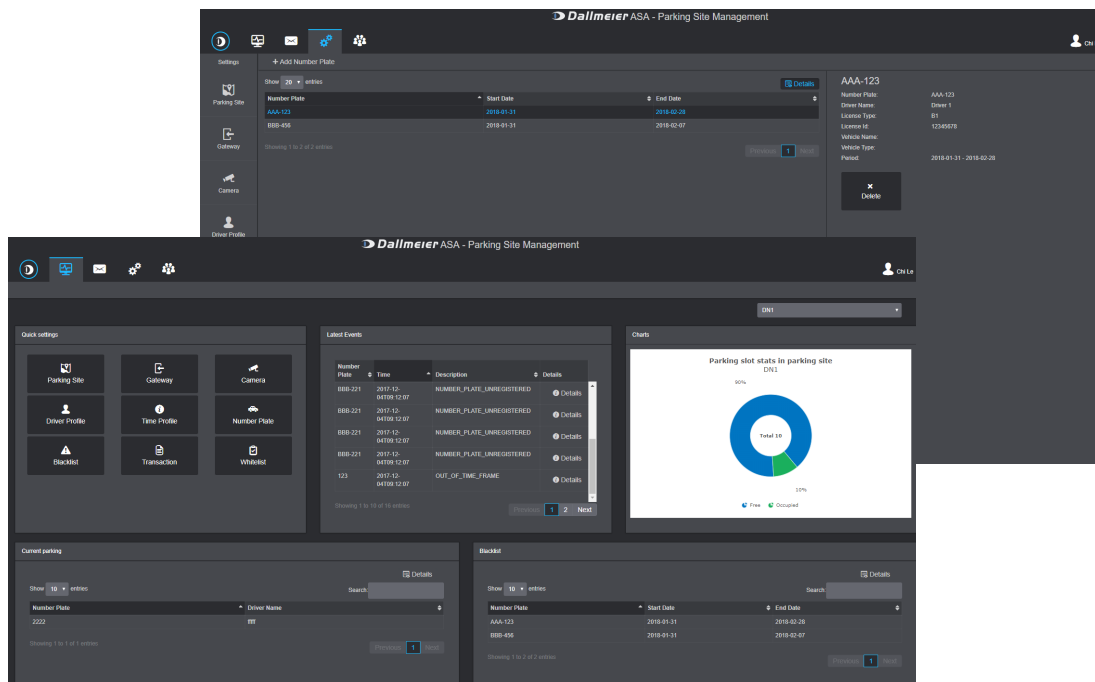 Dallmeier ASA - Parking Site Management
Settings
+ Add Number Plate
Chi
Parking Site
Gateway
Camera
Driver Profile
Show 20 entries
Details
Number Plate Start Date End Date
AAA-123 2018-01-31 2018-02-28
BBB-456 2018-01-31 2018-02-07
Showing 1 to 2 of 2 entries
Previous 1 Next
AAA-123
Number Plate: AAA-123
Driver Name: Driver 1
License Type: B1
License Id: 12345678
Vehicle Name:
Vehicle Type:
Period: 2018-01-31 - 2018-02-28
Delete
Dallmeier ASA - Parking Site Management
Chi Le
DN1
Quick settings
Parking Site Gateway Camera
Driver Profile Time Profile Number Plate
Blacklist Transaction Whitelist
Latest Events
Number
Plate Time Description Details
BBB-221 2017-12- NUMBER_PLATE_UNREGISTERED Details
04T09:12:07
BBB-221 2017-12- NUMBER_PLATE_UNREGISTERED Details
04T09:12:07
BBB-221 2017-12- NUMBER_PLATE_UNREGISTERED Details
04T09:12:07
BBB-221 2017-12- NUMBER_PLATE_UNREGISTERED Details
04T09:12:07
123 2017-12- OUT_OF_TIME_FRAME Details
04T09:12:07
Previous 1 2 Next
Charts
Parking slot stats in parking site
DN1
90%
Total 10
10%
Free Occupied
Current parking
Details
Show 10 entries Search:
Number Plate Driver Name
2222
Showing 1 to 1 of 1 entries
Previous 1 Next
Blacklist
Details
Show 10 entries Search:
Number Plate Start Date End Date
AAA-123 2018-01-31 2018-02-28
BBB-456 2018-01-31 2018-02-07
Showing 1 to 2 of 2 entries
Previous 1 Next